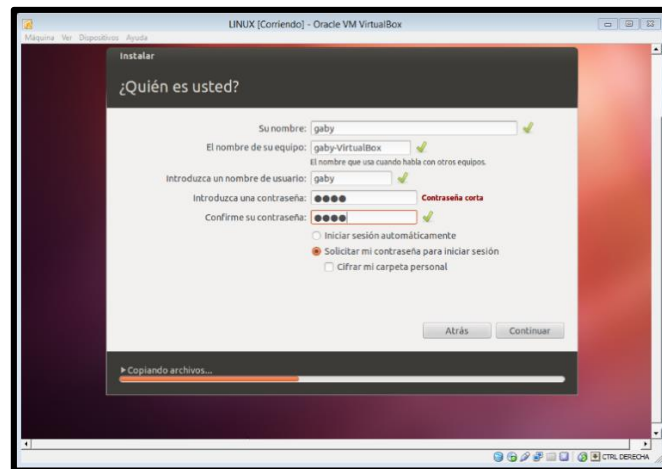 LINUX [Corriendo] - Oracle VM VirtualBox
Máquina Ver Dispositivos Ayuda
Instalar
¿Quién es usted?
Su nombre: gaby
El nombre de su equipo: gaby-VirtualBox
El nombre que usa cuando habla con otros equipos.
Introduzca un nombre de usuario: gaby
Introduzca una contraseña: ●●●● Contraseña corta
Confirme su contraseña: ●●●●
Iniciar sesión automáticamente
Solicitar mi contraseña para iniciar sesión
Cifrar mi carpeta personal
Atrás Continuar
Copiando archivos...
CTRL DERECHA